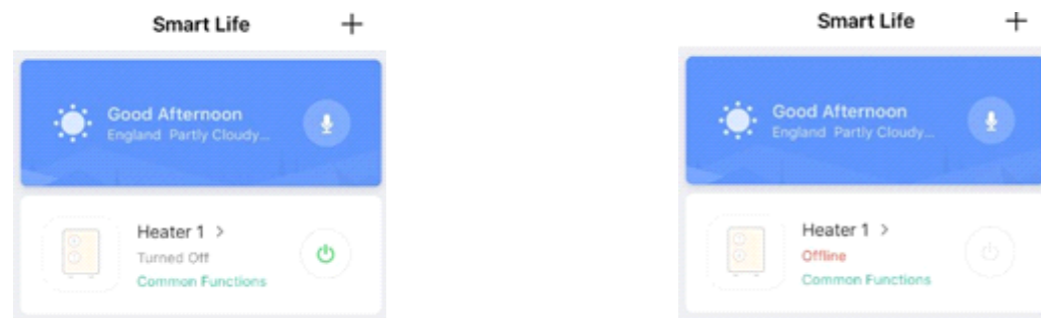 Smart Life
Good Afternoon
England Partly Cloudy...
Heater 1 >
Turned Off
Common Functions
Smart Life
Good Afternoon
England Partly Cloudy...
Heater 1 >
Offline
Common Functions